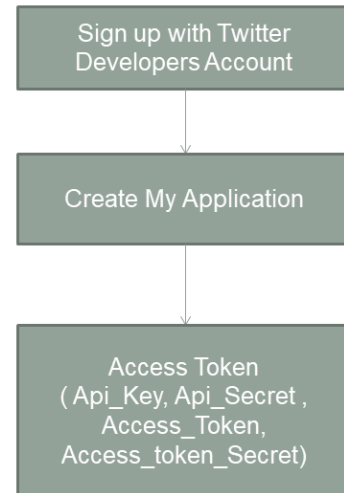 Sign up with Twitter
Developers Account
Create My Application
Access Token
( Api_Key, Api_Secret ,
Access_Token,
Access_token_Secret)